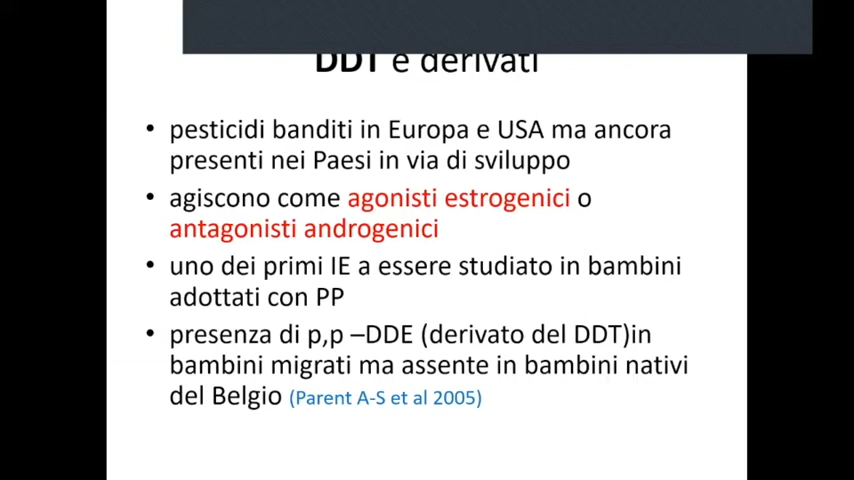 DDT e derivati
• pesticidi banditi in Europa e USA ma ancora
presenti nei Paesi in via di sviluppo
• agiscono come agonisti estrogenici o
antagonisti androgenici
• uno dei primi IE a essere studiato in bambini
adottati con PP
• presenza di p,p –DDE (derivato del DDT)in
bambini migrati ma assente in bambini nativi
del Belgio (Parent A-S et al 2005)